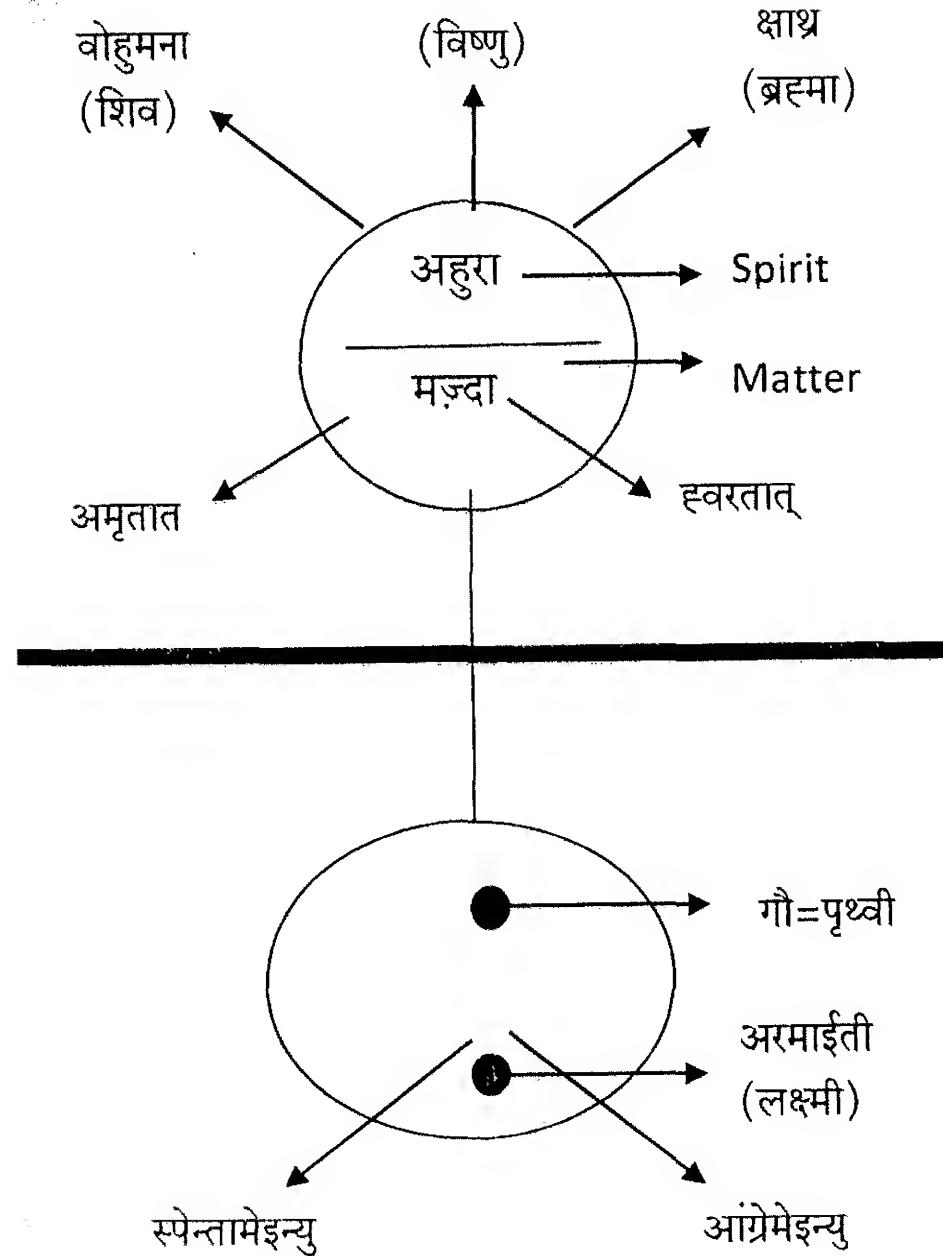 वोहुमना
(शिव)
(विष्णु)
क्षाथ्र
(ब्रह्मा)
अहुरा
Spirit
मज़्दा
Matter
अमृतात
ह्वरतात्
गौ=पृथ्वी
अरमाईती
(लक्ष्मी)
स्पेन्तामेइन्यु
आंग्रेमेइन्यु